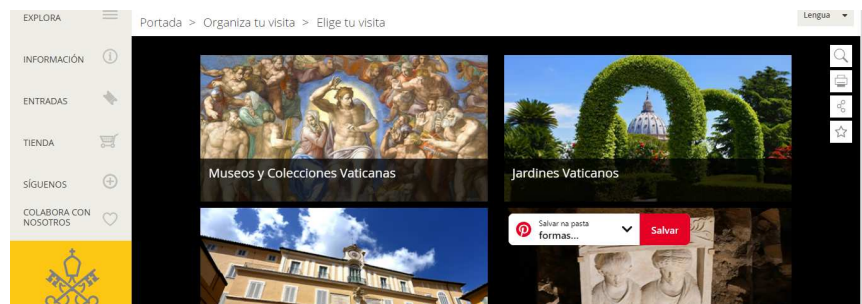 EXPLORA
Portada > Organiza tu visita > Elige tu visita
Lengua
INFORMACIÓN
ENTRADAS
TIENDA
SÍGUENOS
COLABORA CON
NOSOTROS
Museos y Colecciones Vaticanas
Jardines Vaticanos
Salvar na pasta
formas...
Salvar